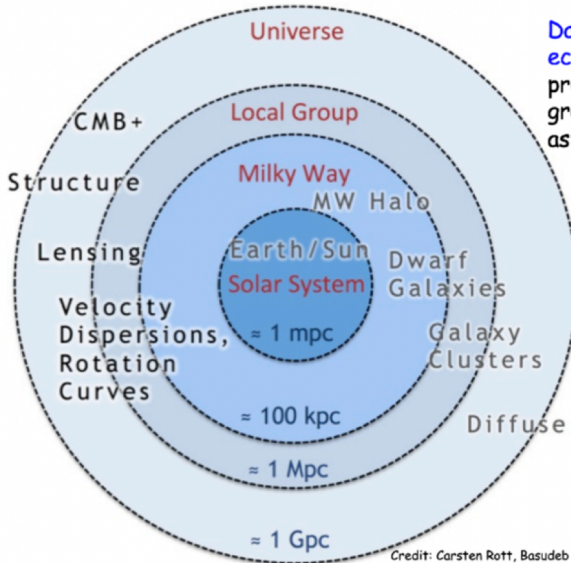 Universe
CMB+
Local Group
Structure
Milky Way
MW Halo
Lensing
Earth/Sun
Dwarf
Galaxies
Solar System
Velocity
Dispersions,
Rotation
Curves
≈ 1 mpc
Galaxy
Clusters
≈ 100 kpc
Diffuse
≈ 1 Mpc
≈ 1 Gpc
Credit: Carsten Rott, Basudeb